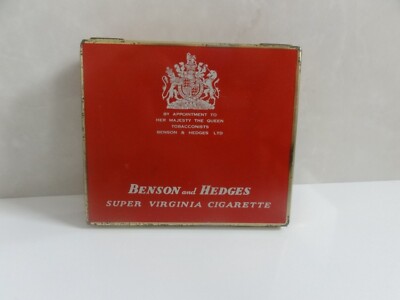 BY APPOINTMENT TO
HER MAJESTY THE QUEEN
TOBACCONISTS
BENSON & HEDGES LTD
BENSON and HEDGES
SUPER VIRGINIA CIGARETTE